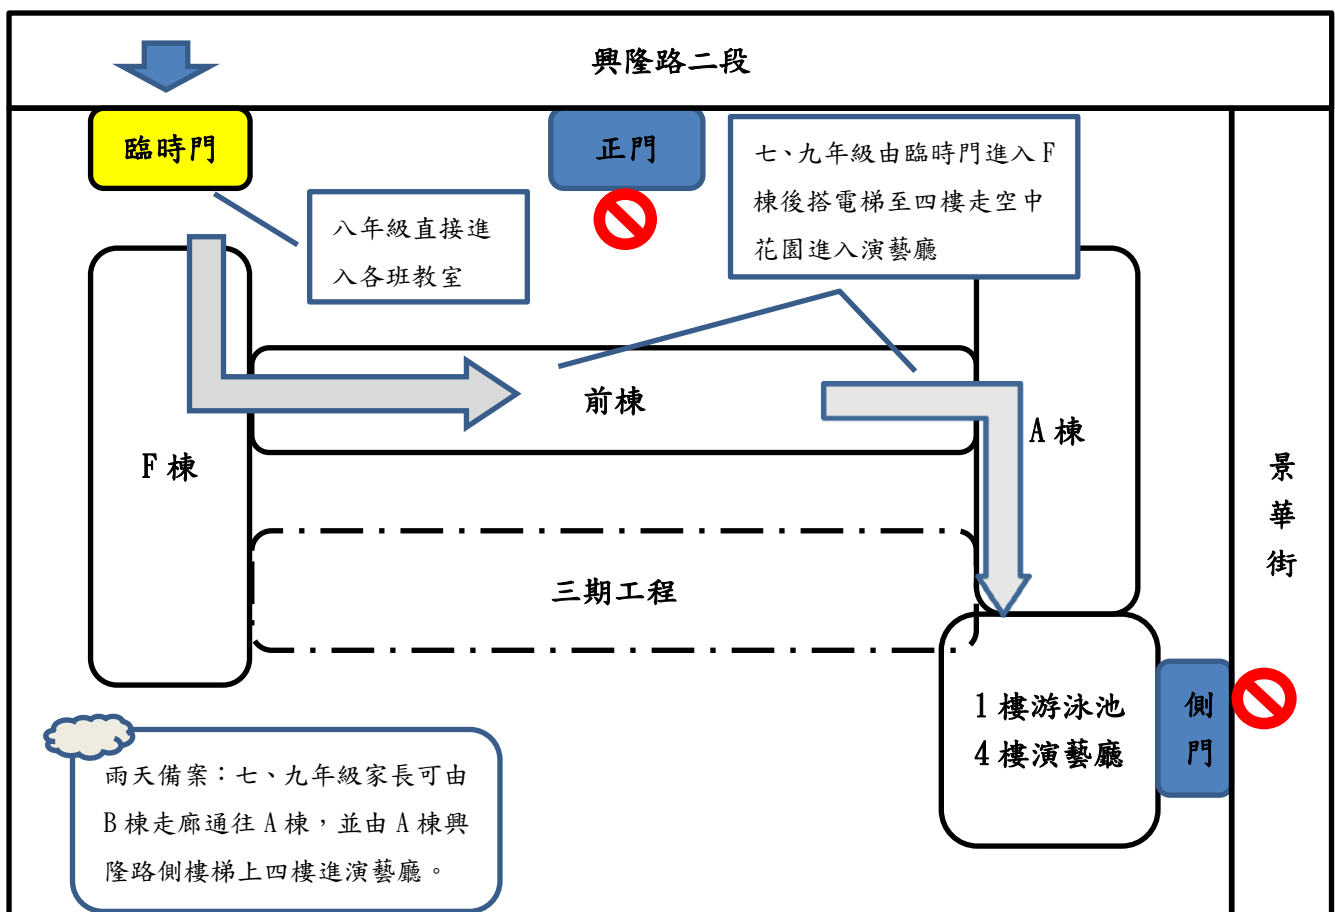 興隆路二段
臨時門
正門
七、九年級由臨時門進入F
棟後搭電梯至四樓走空中
花園進入演藝廳
八年級直接進
入各班教室
前棟
A棟
F棟
景華街
三期工程
1樓游泳池
4樓演藝廳
側門
雨天備案：七、九年級家長可由
B棟走廊通往A棟，並由A棟興
隆路側樓梯上四樓進演藝廳。